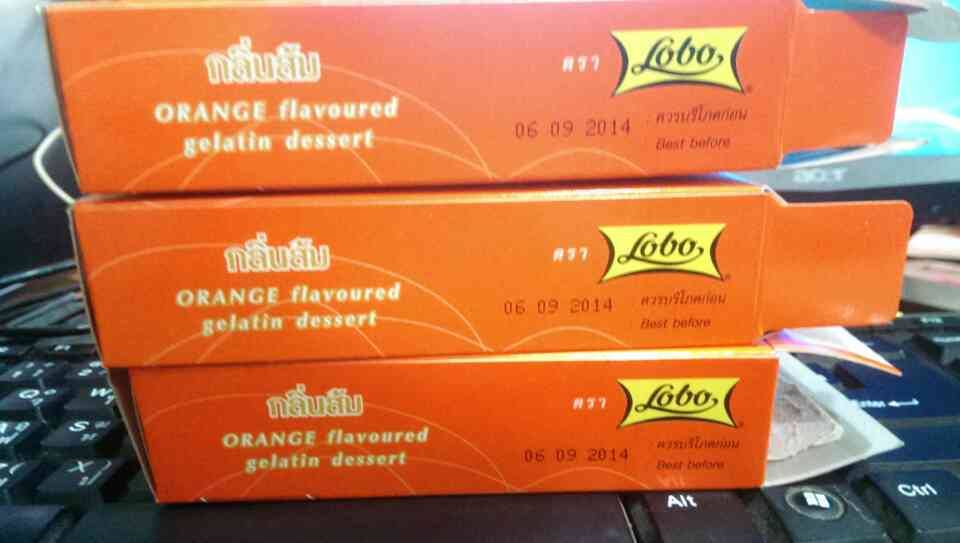 กลิ่นส้ม
ORANGE flavoured
gelatin dessert
ตรา Lobo
06 09 2014 ควรบริโภคก่อน
Best before
กลิ่นส้ม
ORANGE flavoured
gelatin dessert
ตรา Lobo
06 09 2014 ควรบริโภคก่อน
Best before
กลิ่นส้ม
ORANGE flavoured
gelatin dessert
ตรา Lobo
06 09 2014 ควรบริโภคก่อน
Best before
acer
Alt
Ctrl